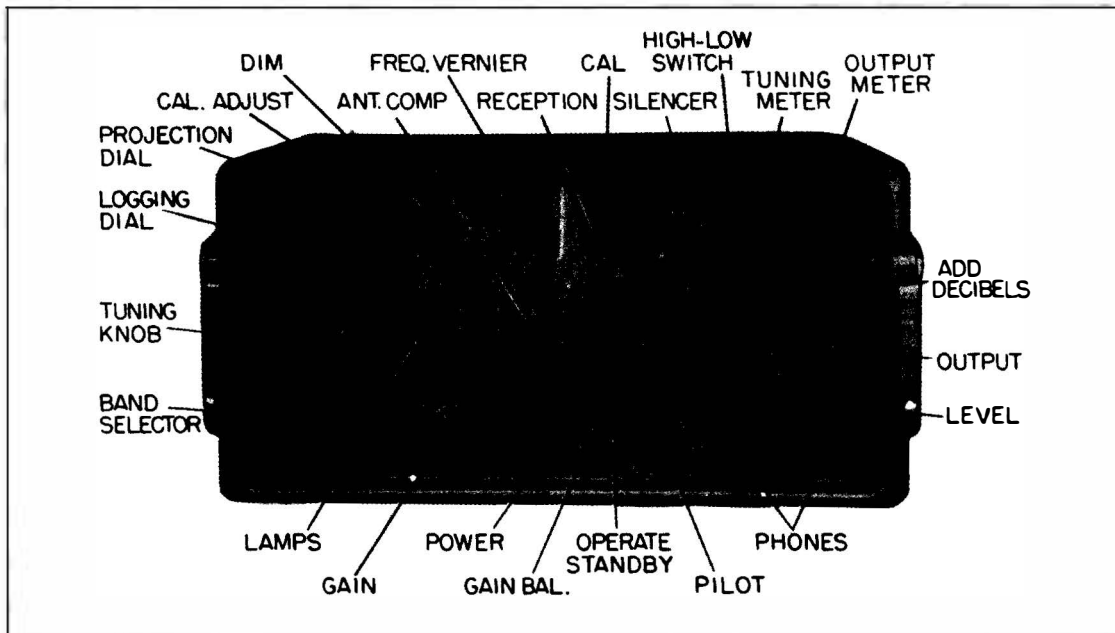 DIM
FREQ. VERNIER
CAL
HIGH-LOW
SWITCH
OUTPUT
METER
CAL. ADJUST
ANT. COMP
RECEPTION
SILENCER
TUNING
METER
PROJECTION
DIAL
LOGGING
DIAL
ADD
DECIBELS
TUNING
KNOB
OUTPUT
BAND
SELECTOR
LEVEL
LAMPS
POWER
OPERATE
STANDBY
PHONES
GAIN
GAIN BAL.
PILOT